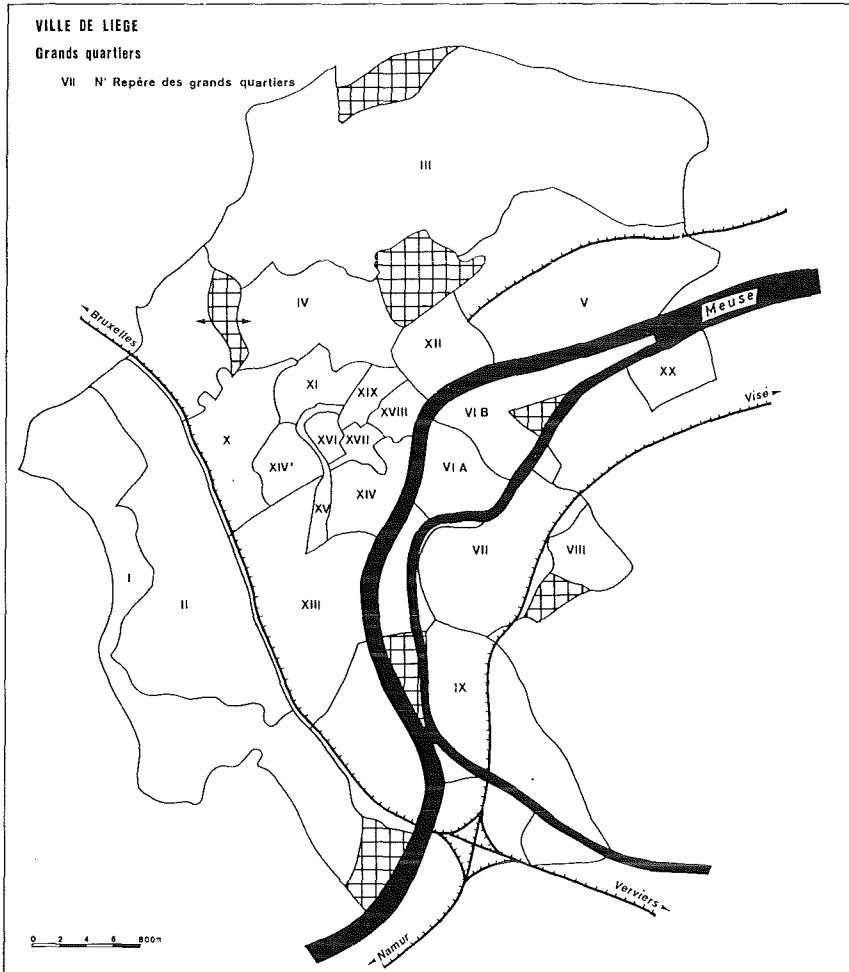 VILLE DE LIEGE
Grands quartiers
VII N' Repère des grands quartiers
III
IV
V
Bruxelles
Meuse
XII
XI
XIX
XVIII
XX
VI B
Visé
X
XVI
XVII
XIV'
XIV
VI A
XV
VII
VIII
I
II
XIII
IX
Verviers
Namur
0 2 4 6 800m